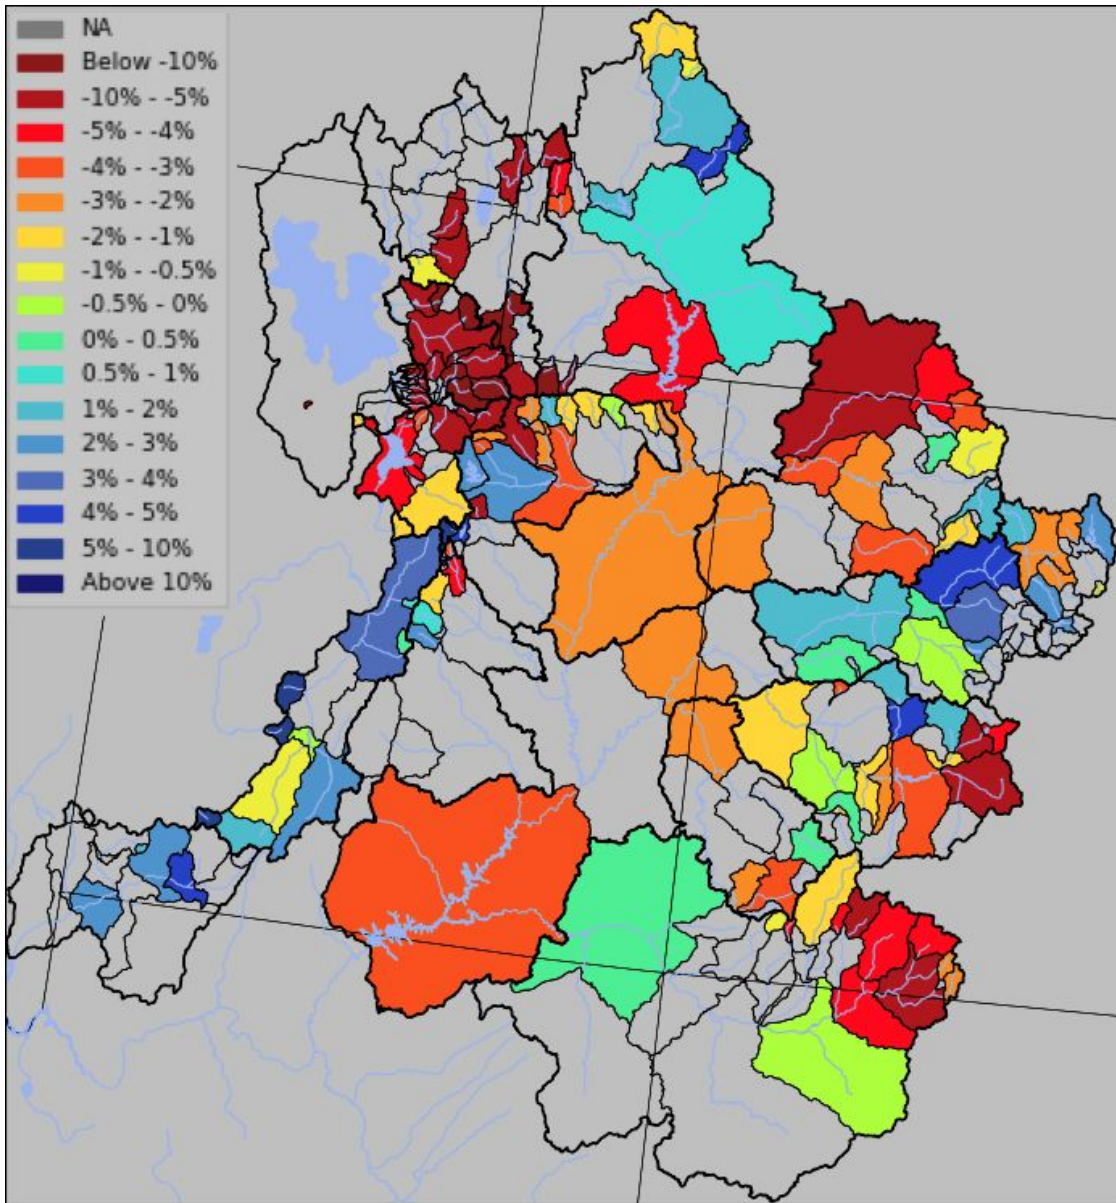 NA
Below -10%
-10% - -5%
-5% - -4%
-4% - -3%
-3% - -2%
-2% - -1%
-1% - -0.5%
-0.5% - 0%
0% - 0.5%
0.5% - 1%
1% - 2%
2% - 3%
3% - 4%
4% - 5%
5% - 10%
Above 10%